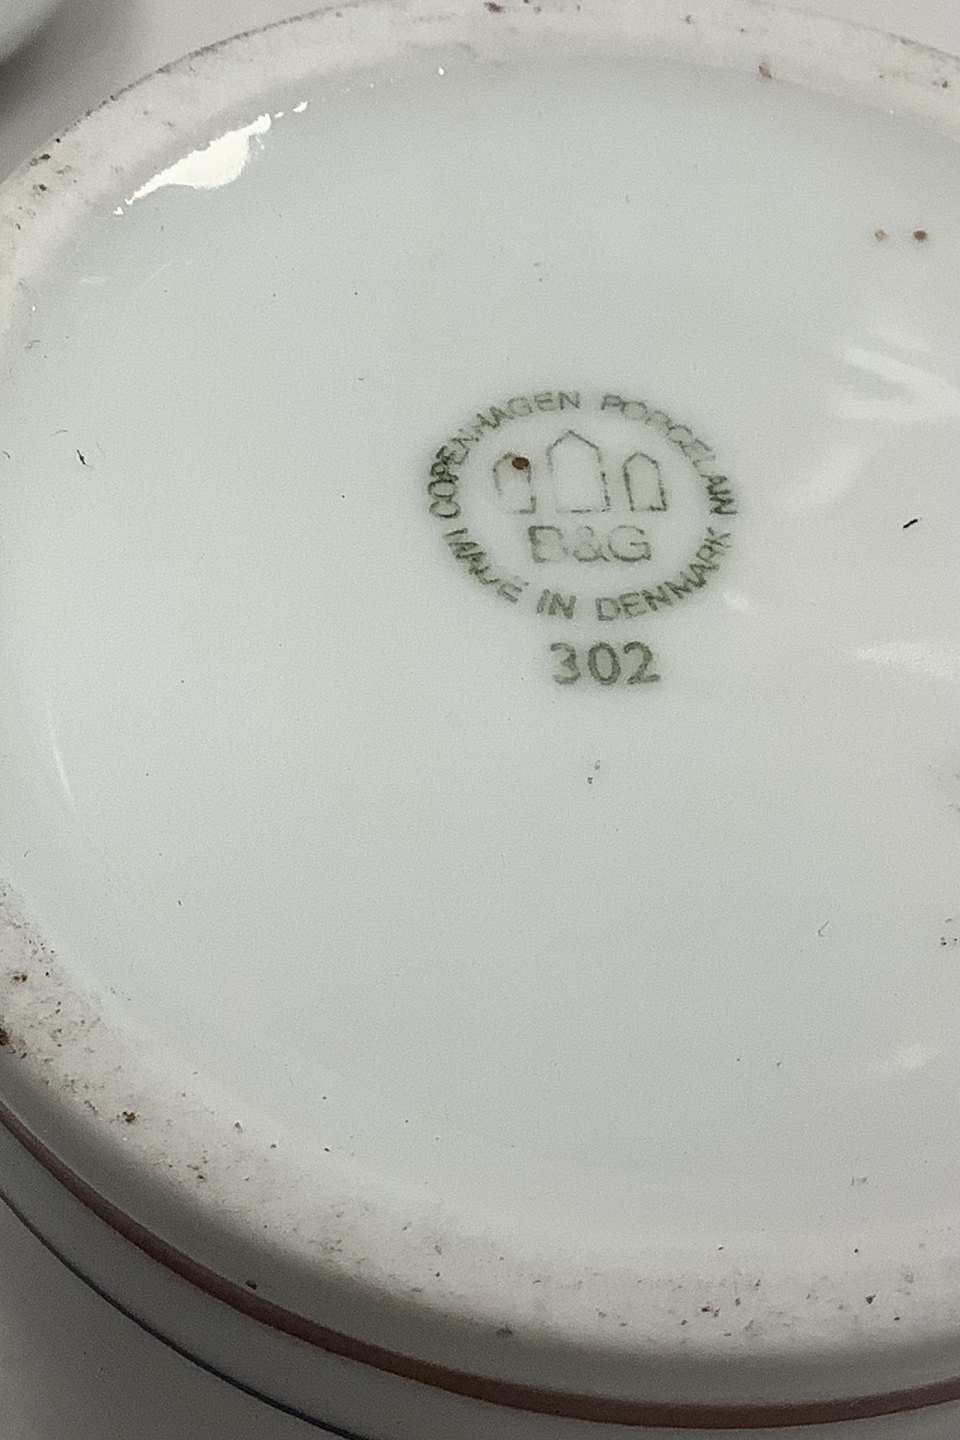 COPENHAGEN PORCELAIN
B&G
MADE IN DENMARK
302